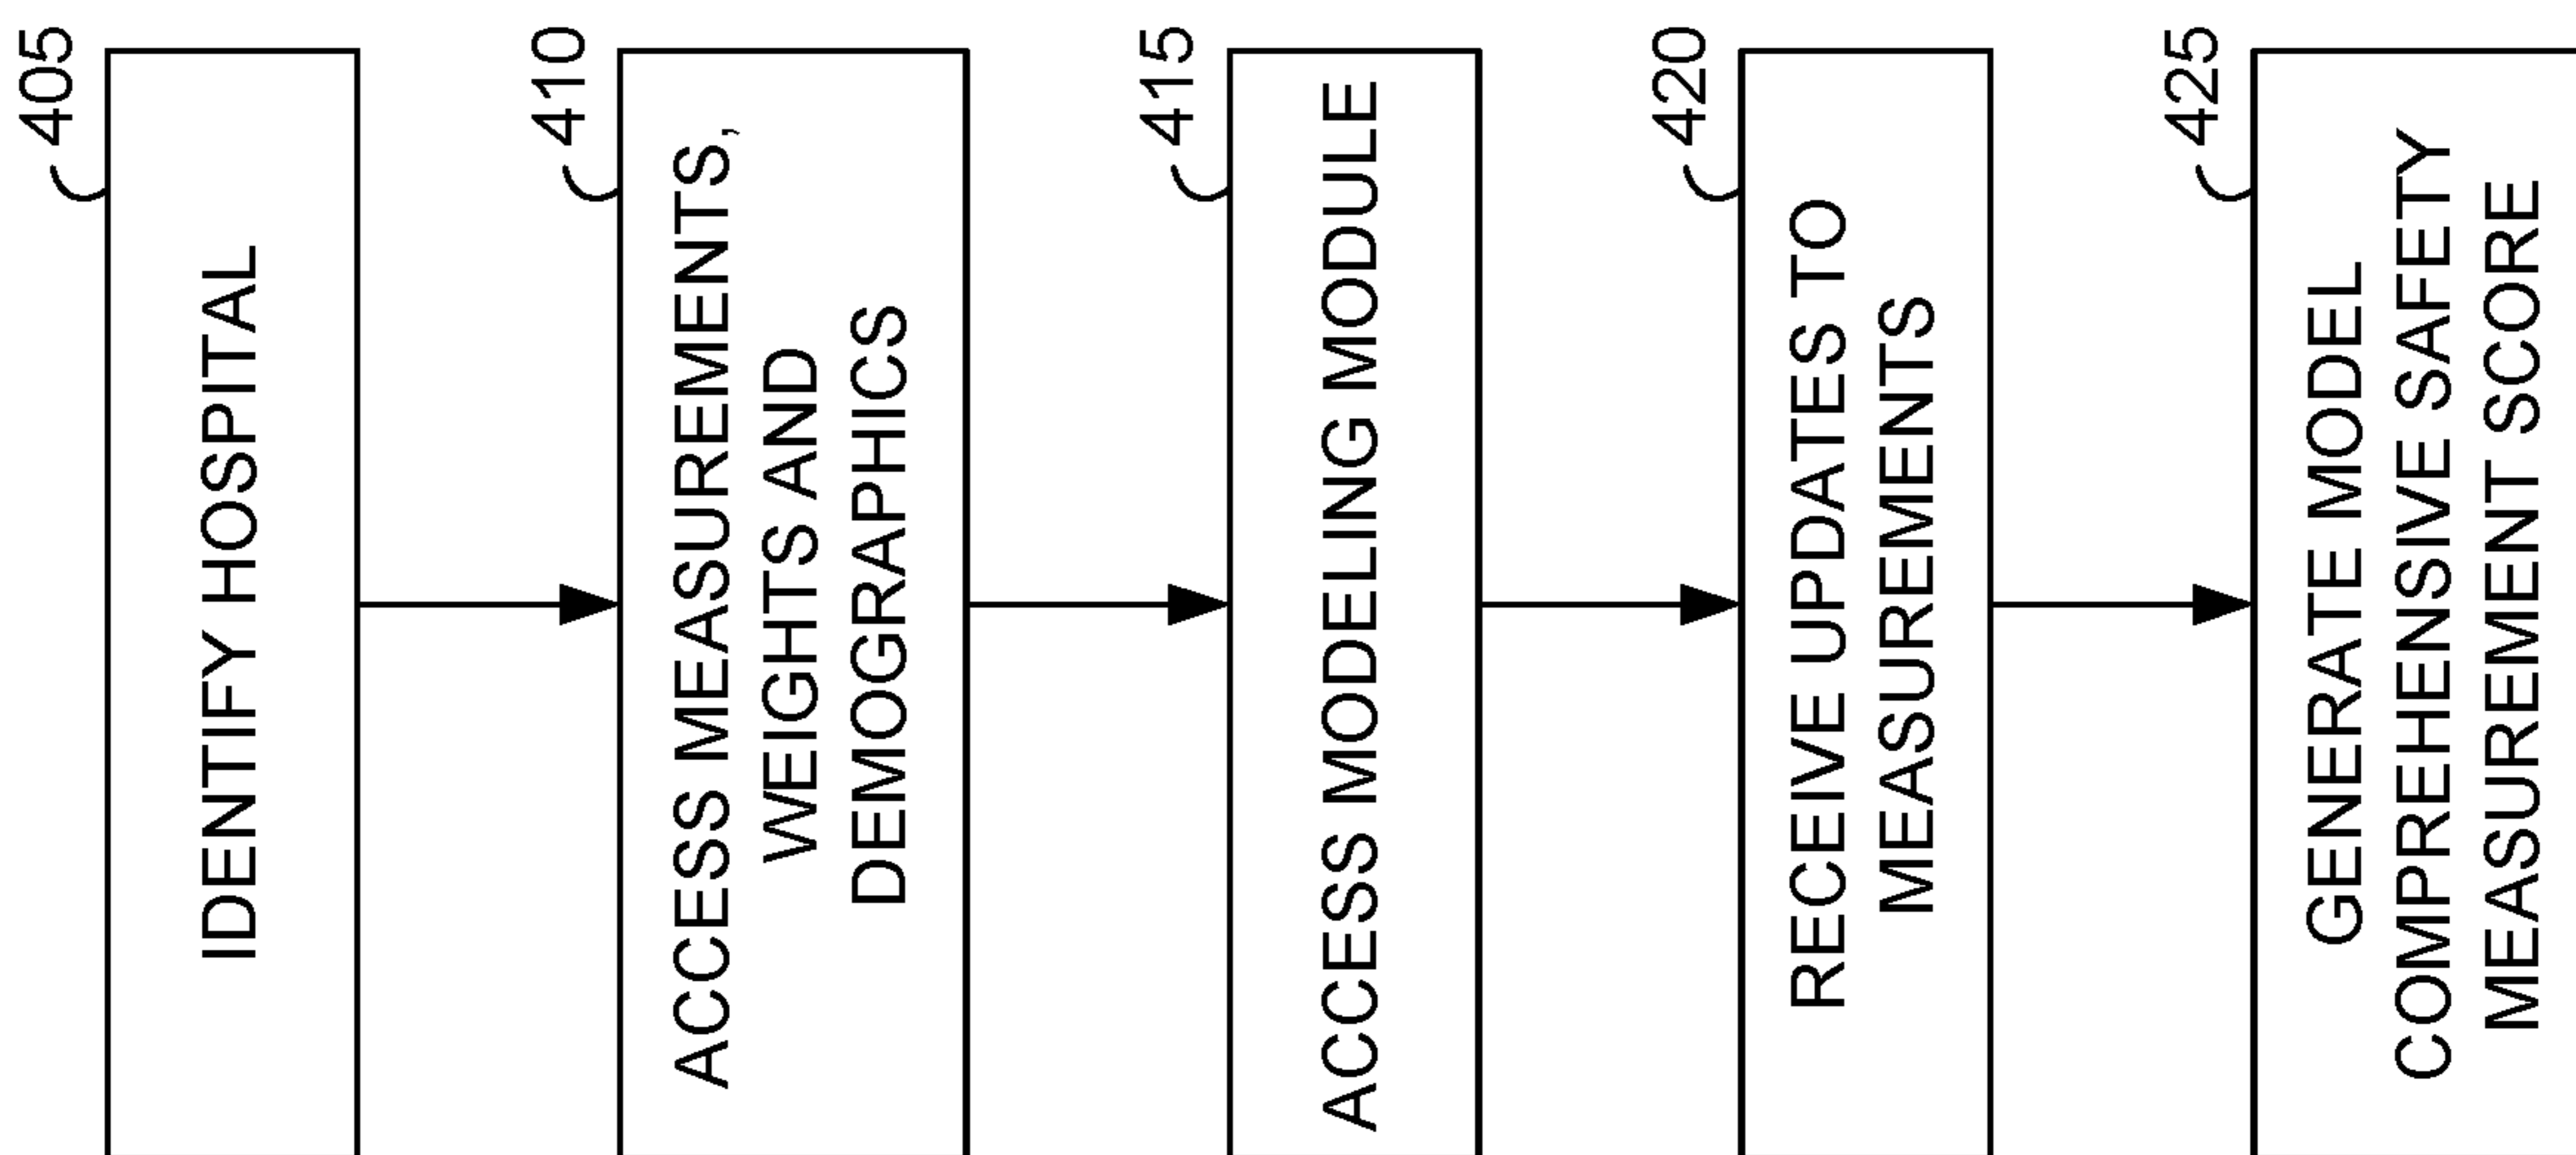 405
IDENTIFY HOSPITAL
410
ACCESS MEASUREMENTS,
WEIGHTS AND
DEMOGRAPHICS
415
ACCESS MODELING MODULE
420
RECEIVE UPDATES TO
MEASUREMENTS
425
GENERATE MODEL
COMPREHENSIVE SAFETY
MEASUREMENT SCORE